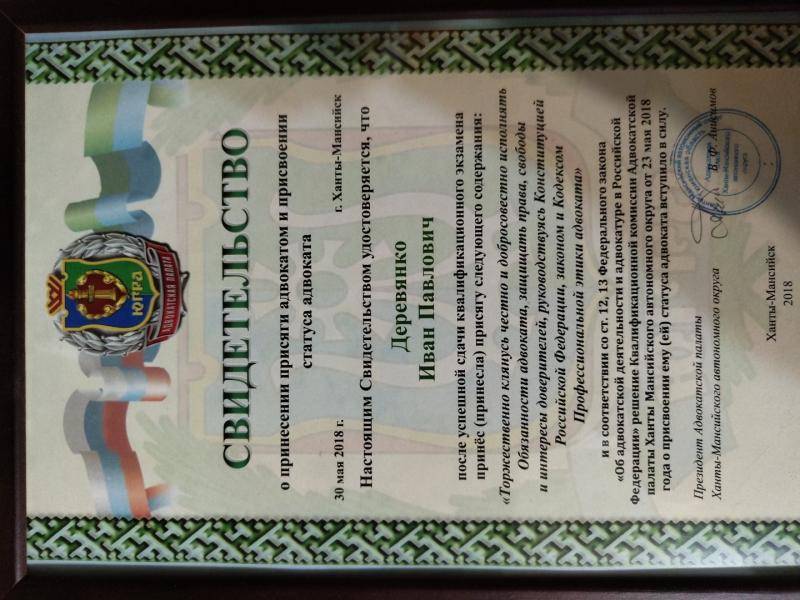 ЮГРА
АДВОКАТСКАЯ ПАЛАТА
СВИДЕТЕЛЬСТВО
о принесении присяги адвокатом и присвоении
статуса адвоката
30 мая 2018 г. г. Ханты-Мансийск
Настоящим Свидетельством удостоверяется, что
Деревянко
Иван Павлович
после успешной сдачи квалификационного экзамена
принёс (принесла) присягу следующего содержания:
«Торжественно клянусь честно и добросовестно исполнять
Обязанности адвоката, защищать права, свободы
и интересы доверителей, руководствуясь Конституцией
Российской Федерации, законом и Кодексом
Профессиональной этики адвоката»
и в соответствии со ст. 12, 13 Федерального закона
«Об адвокатской деятельности и адвокатуре в Российской
Федерации» решение Квалификационной комиссии Адвокатской
палаты Ханты Мансийского автономного округа от 23 мая 2018
года о присвоении ему (ей) статуса адвоката вступило в силу.
Президент Адвокатской палаты
Ханты-Мансийского автономного округа В. Ф. Анисимов
Ханты-Мансийск
2018